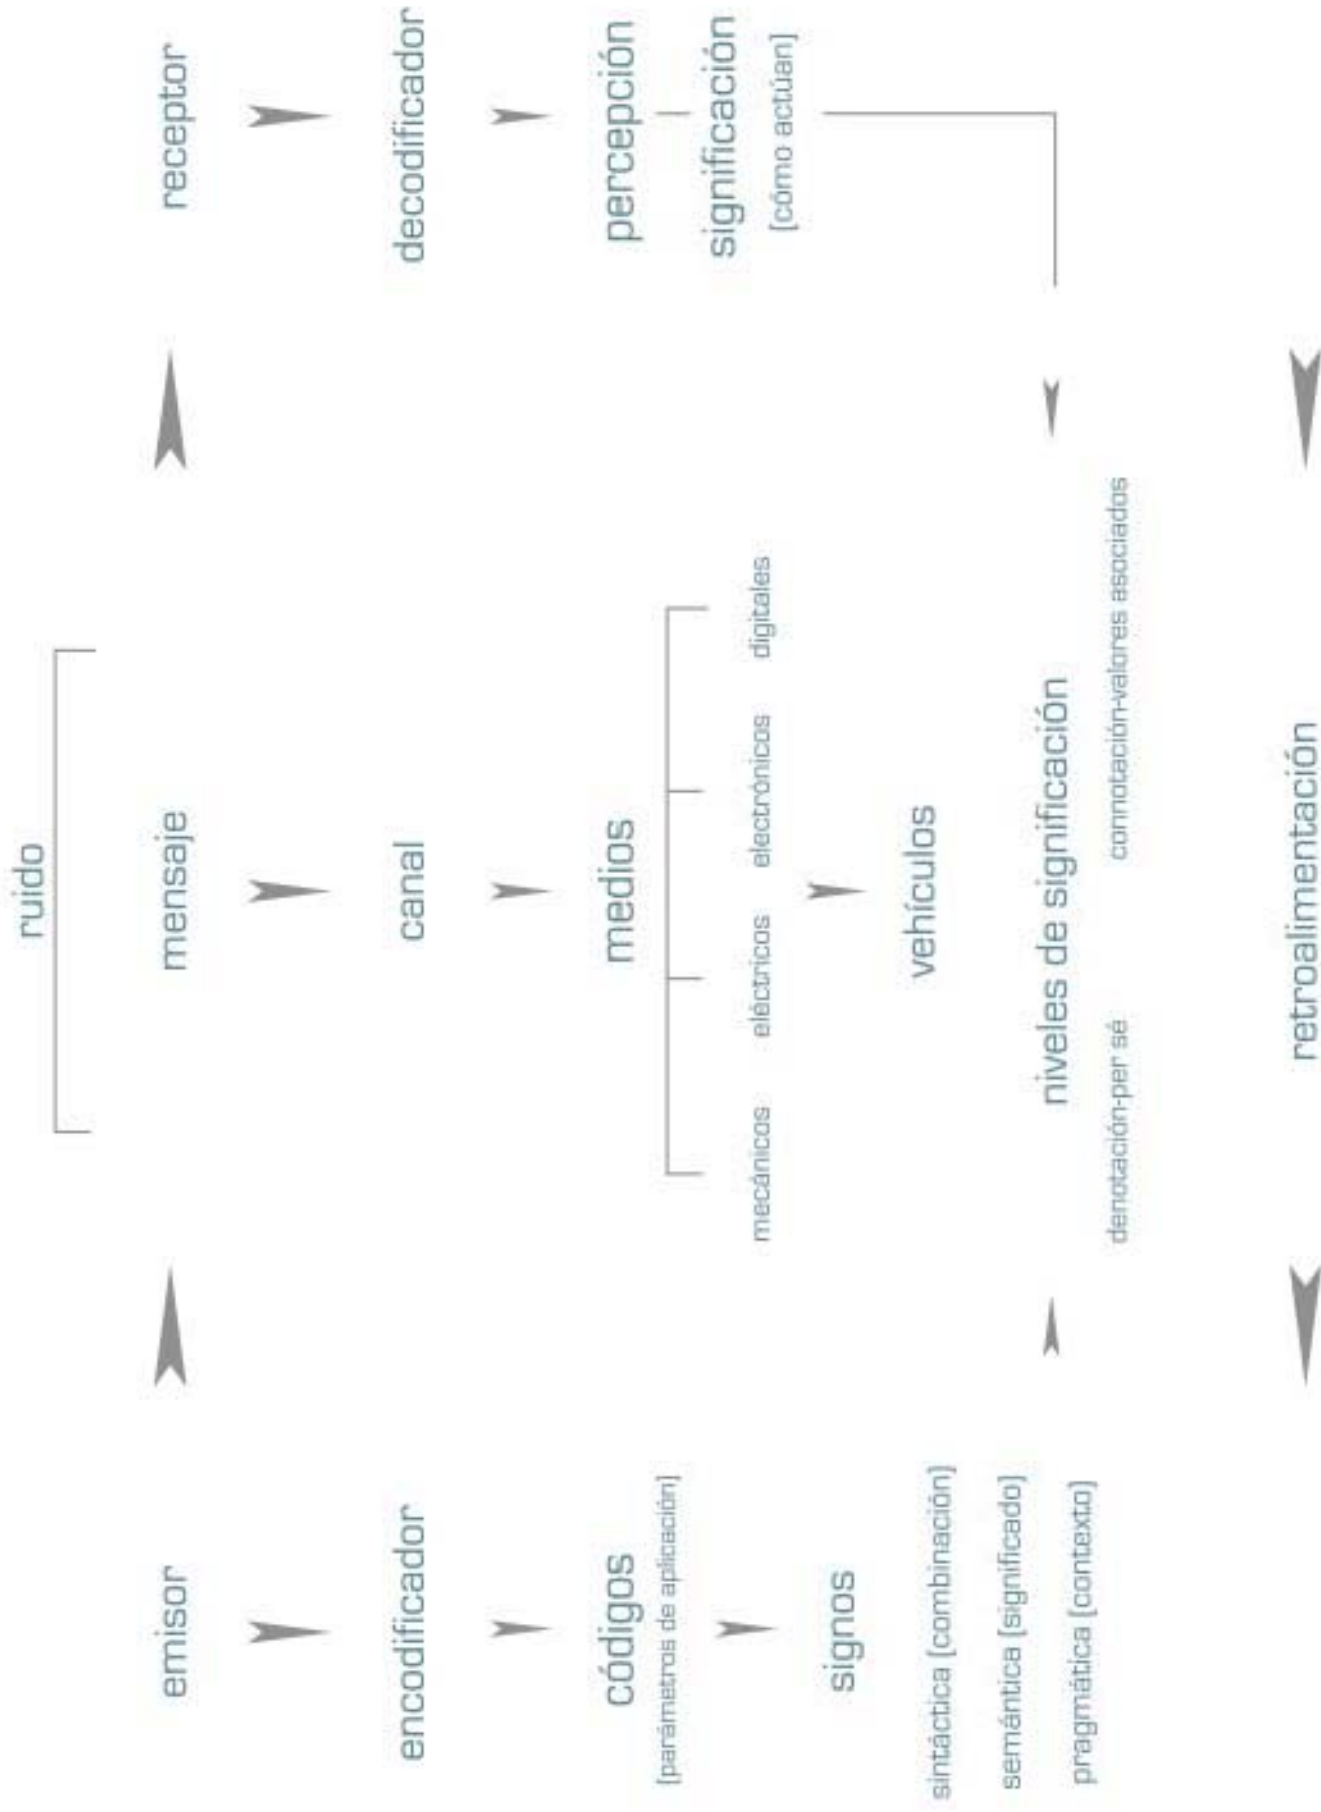 ruido
emisor
mensaje
receptor
encodificador
canal
decodificador
códigos
[parámetros de aplicación]
medios
percepción
significación
[cómo actúan]
mecánicos
eléctricos
electrónicos
digitales
signos
vehículos
sintáctica [combinación]
semántica [significado]
pragmática [contexto]
niveles de significación
denotación-per sé
connotación-valores asociados
retroalimentación